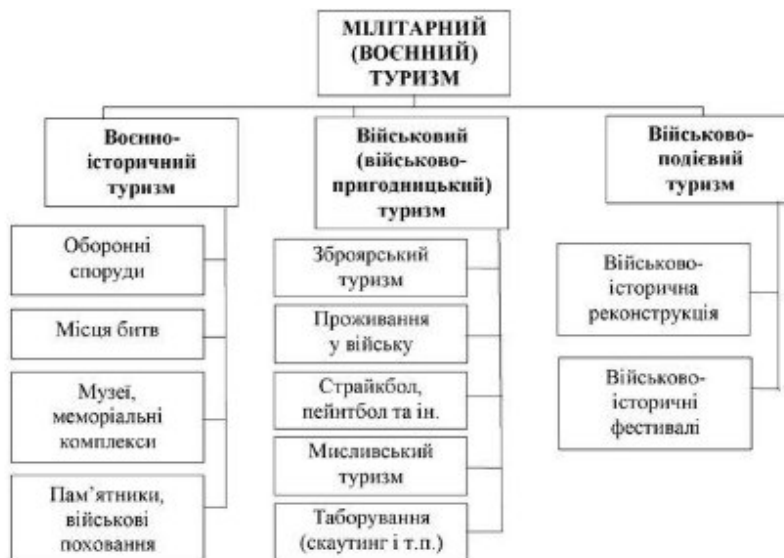 МІЛІТАРНИЙ
(ВОЄННИЙ)
ТУРИЗМ
Воєнно-
історичний
туризм
Оборонні
споруди
Місця битв
Музеї,
меморіальні
комплекси
Пам’ятники,
військові
поховання
Військовий
(військово-
пригодницький)
туризм
Зброярський
туризм
Проживання
у війську
Страйкбол,
пейнтбол та ін.
Мисливський
туризм
Таборування
(скаутинг і т.п.)
Військово-
подієвий
туризм
Військово-
історична
реконструкція
Військово-
історичні
фестивалі